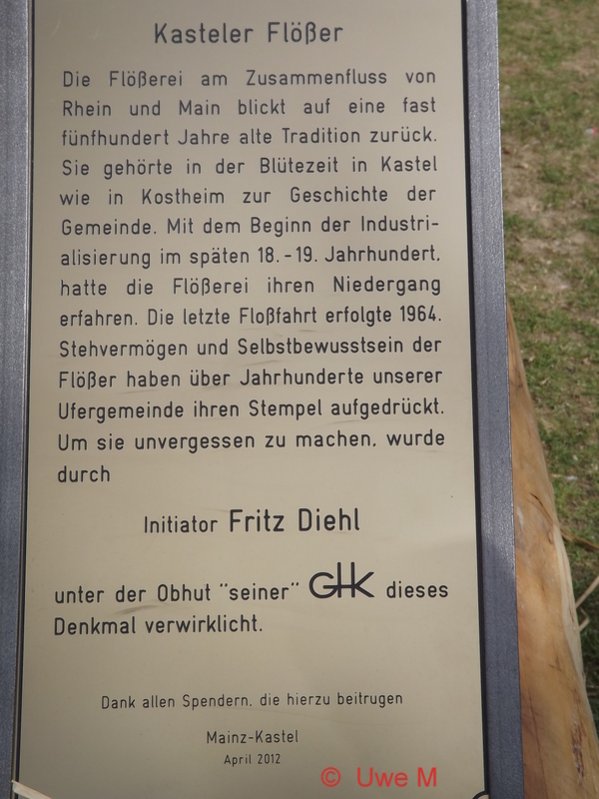 Kasteler Flößer
Die Flößerei am Zusammenfluss von
Rhein und Main blickt auf eine fast
fünfhundert Jahre alte Tradition zurück.
Sie gehörte in der Blütezeit in Kastel
wie in Kostheim zur Geschichte der
Gemeinde. Mit dem Beginn der Industri-
alisierung im späten 18.-19. Jahrhundert,
hatte die Flößerei ihren Niedergang
erfahren. Die letzte Floßfahrt erfolgte 1964.
Stehvermögen und Selbstbewusstsein der
Flößer haben über Jahrhunderte unserer
Ufergemeinde ihren Stempel aufgedrückt.
Um sie unvergessen zu machen, wurde
durch
Initiator Fritz Diehl
unter der Obhut "seiner" GHK dieses
Denkmal verwirklicht.
Dank allen Spendern, die hierzu beitrugen
Mainz-Kastel
April 2012
© Uwe M